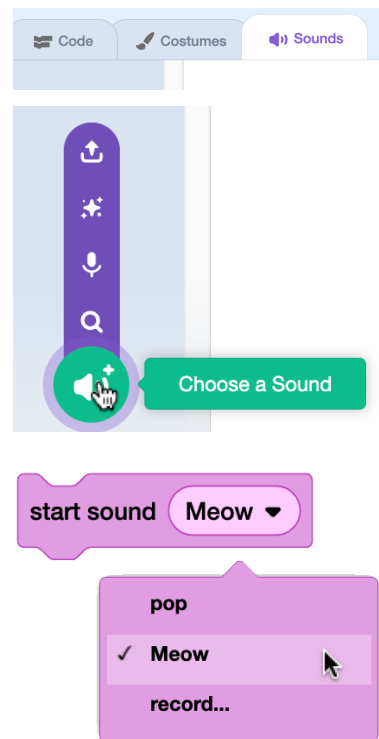 Code Costumes Sounds
Choose a Sound
start sound Meow
pop
Meow
record...